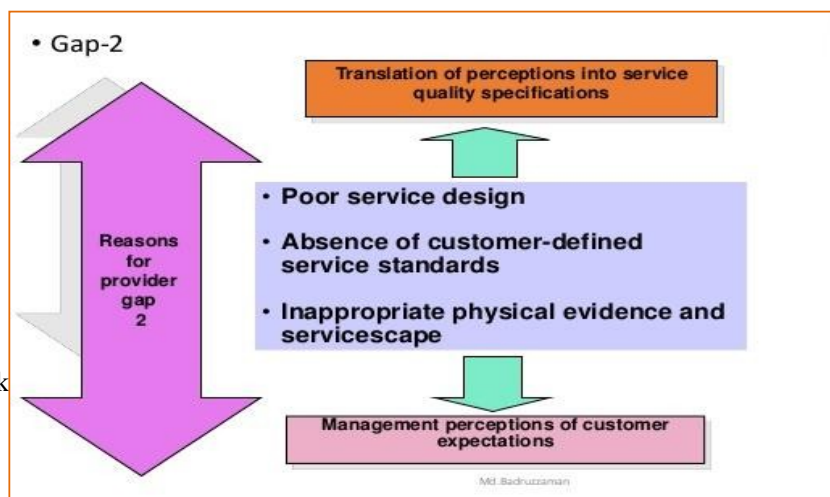 • Gap-2
Translation of perceptions into service
quality specifications
• Poor service design
• Absence of customer-defined
service standards
• Inappropriate physical evidence and
servicescape
Reasons
for
provider
gap
2
k
Management perceptions of customer
expectations
Md.Badruzzaman